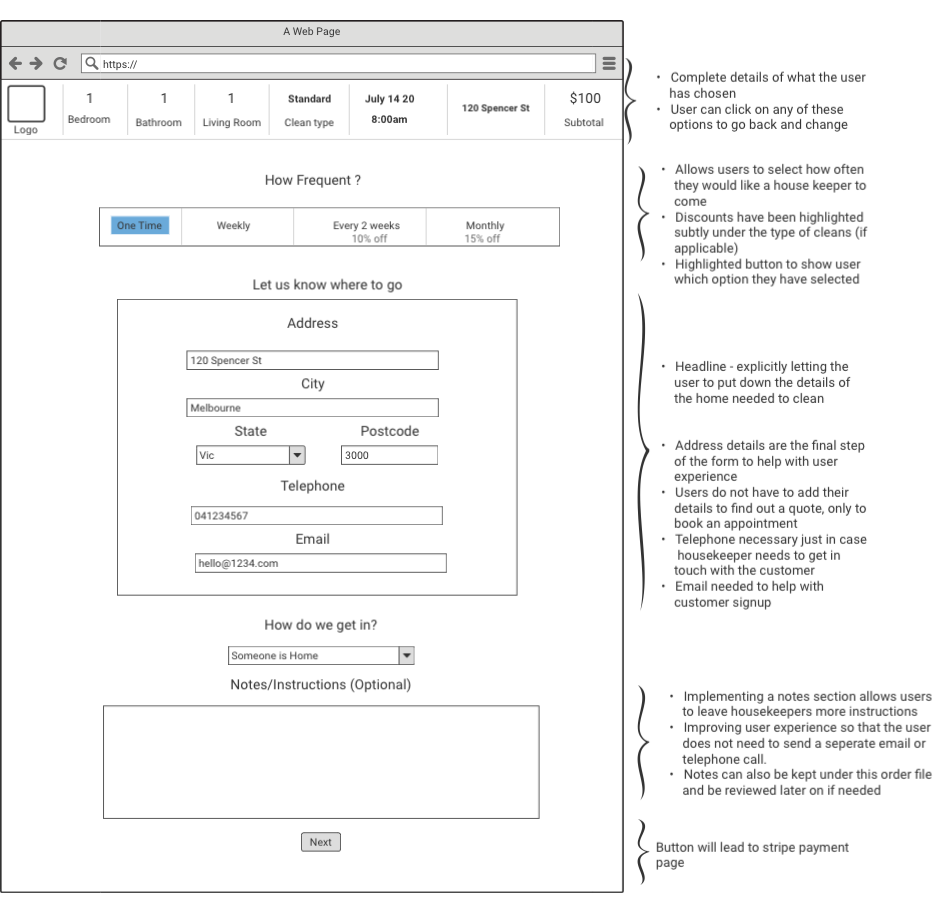 A Web Page
https://
Logo
1
Bedroom
1
Bathroom
1
Living Room
Standard
Clean type
July 14 20
8:00am
120 Spencer St
$100
Subtotal
• Complete details of what the user
has chosen
• User can click on any of these
options to go back and change
How Frequent ?
One Time
Weekly
Every 2 weeks
10% off
Monthly
15% off
• Allows users to select how often
they would like a house keeper to
come
• Discounts have been highlighted
subtly under the type of cleans (if
applicable)
• Highlighted button to show user
which option they have selected
Let us know where to go
Address
120 Spencer St
City
Melbourne
State
Postcode
Vic
3000
Telephone
041234567
Email
hello@1234.com
• Headline - explicitly letting the
user to put down the details of
the home needed to clean
• Address details are the final step
of the form to help with user
experience
• Users do not have to add their
details to find out a quote, only to
book an appointment
• Telephone necessary just in case
housekeeper needs to get in
touch with the customer
• Email needed to help with
customer signup
How do we get in?
Someone is Home
Notes/Instructions (Optional)
• Implementing a notes section allows users
to leave housekeepers more instructions
• Improving user experience so that the user
does not need to send a seperate email or
telephone call.
• Notes can also be kept under this order file
and be reviewed later on if needed
Next
Button will lead to stripe payment
page